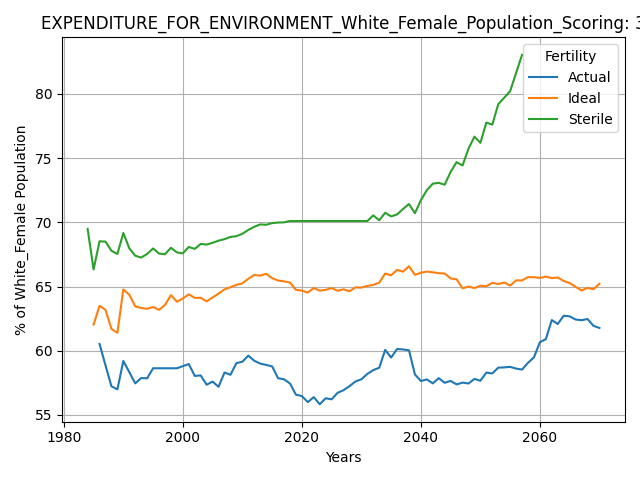 EXPENDITURE_FOR_ENVIRONMENT_White_Female_Population_Scoring: 3
Fertility
Actual
Ideal
Sterile
% of White_Female Population
80
75
70
65
60
55
1980
2000
2020
2040
2060
Years